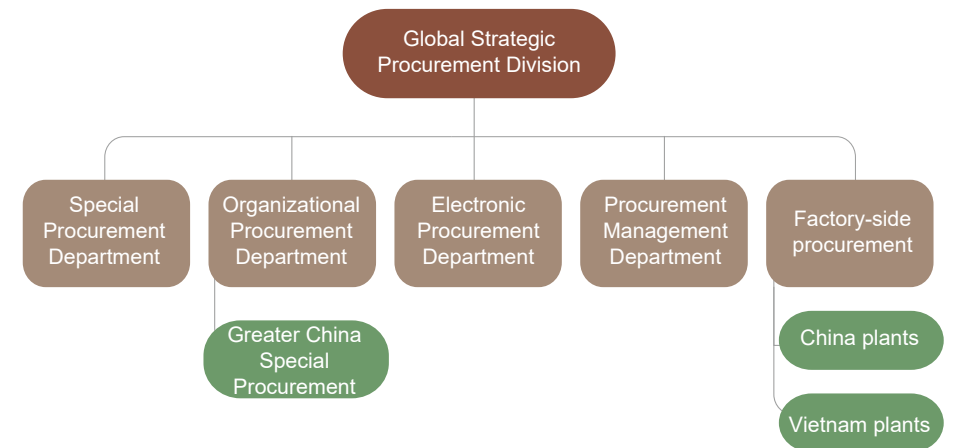 Global Strategic
Procurement Division
Special
Procurement
Department
Organizational
Procurement
Department
Electronic
Procurement
Department
Procurement
Management
Department
Factory-side
procurement
Greater China
Special
Procurement
China plants
Vietnam plants